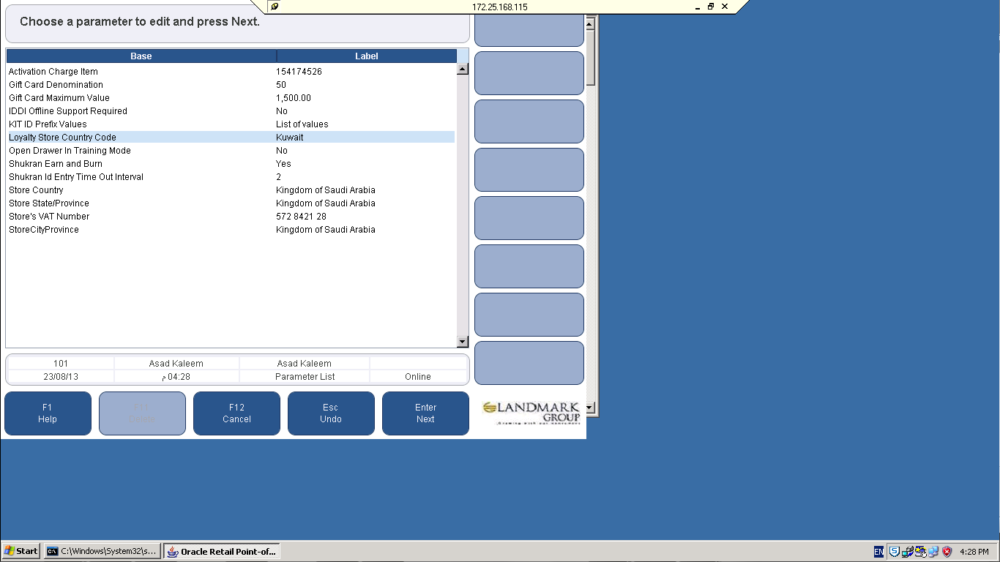 172.25.168.115
Choose a parameter to edit and press Next.
Base Label
Activation Charge Item 154174526
Gift Card Denomination 50
Gift Card Maximum Value 1,500.00
IDDI Offline Support Required No
KIT ID Prefix Values List of values
Loyalty Store Country Code Kuwait
Open Drawer In Training Mode No
Shukran Earn and Burn Yes
Shukran Id Entry Time Out Interval 2
Store Country Kingdom of Saudi Arabia
Store State/Province Kingdom of Saudi Arabia
Store's VAT Number 572 8421 28
StoreCityProvince Kingdom of Saudi Arabia
101 Asad Kaleem Asad Kaleem
23/08/13 04:28 م Parameter List Online
F1 F11 F12 Esc Enter
Help Delete Cancel Undo Next
LANDMARK
GROUP
Start C:\Windows\System32\s... Oracle Retail Point-of... EN 4:28 PM